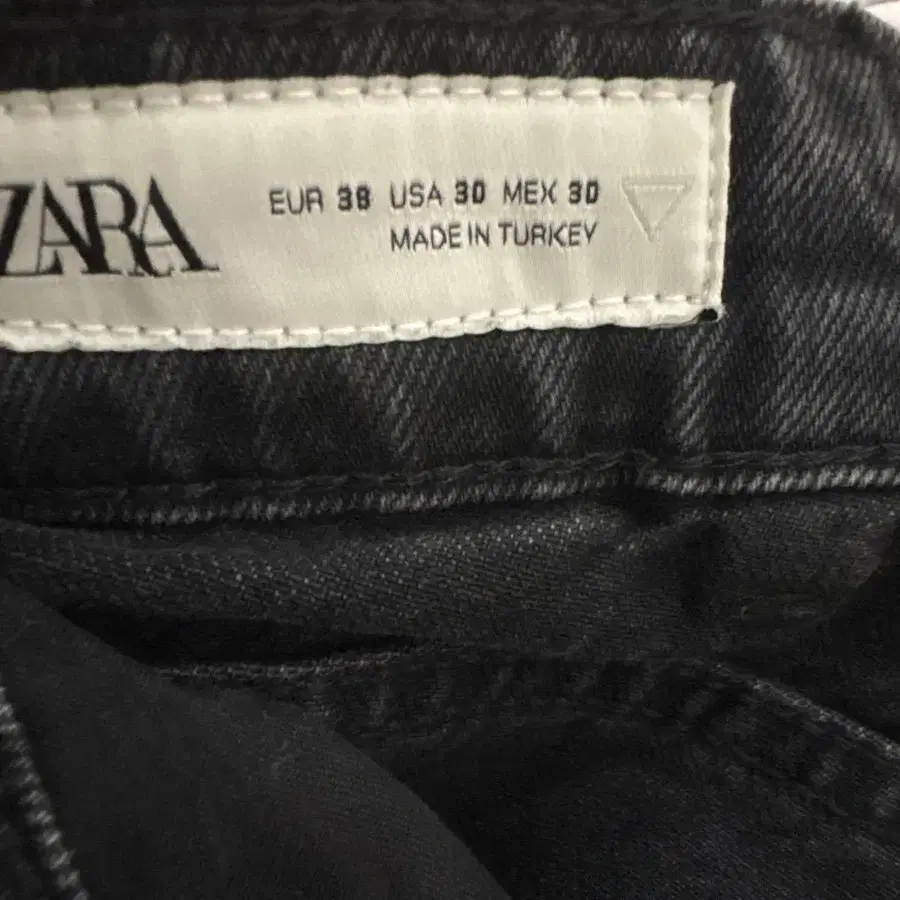 ZARA
EUR 38 USA 30 MEX 30
MADE IN TURKEY